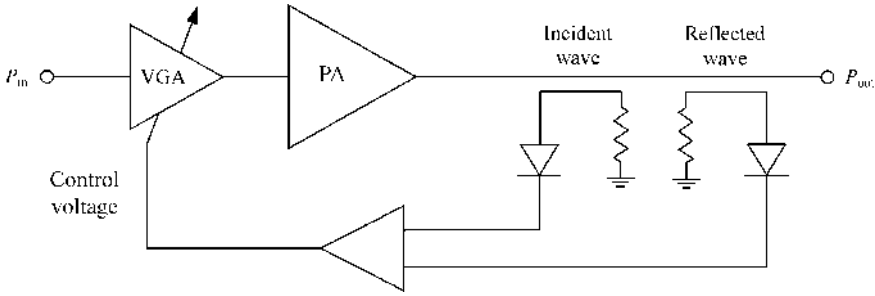 Incident wave
Reflected wave
P_in
VGA
PA
P_out
Control voltage